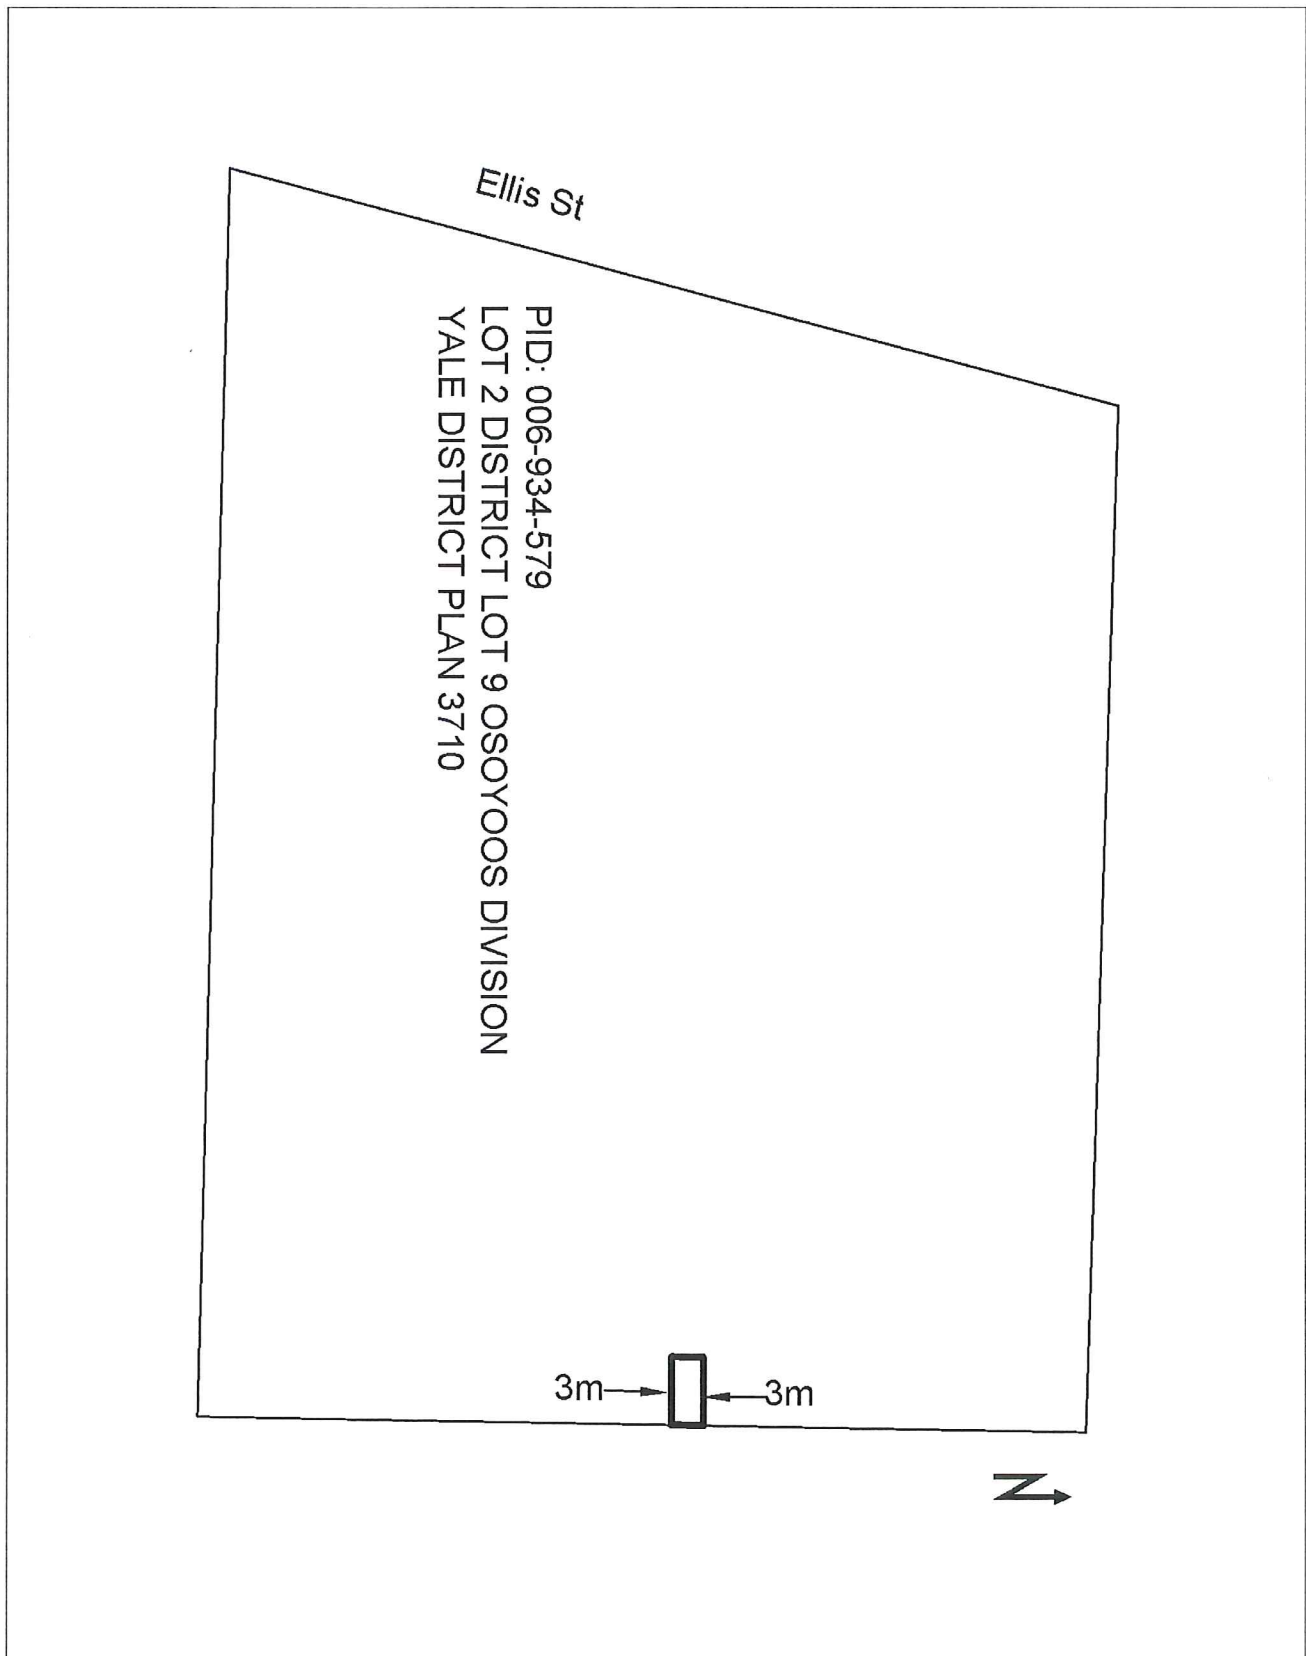 Ellis St
PID: 006-934-579
LOT 2 DISTRICT LOT 9 OSOYOOS DIVISION
YALE DISTRICT PLAN 3710
3m
3m
N